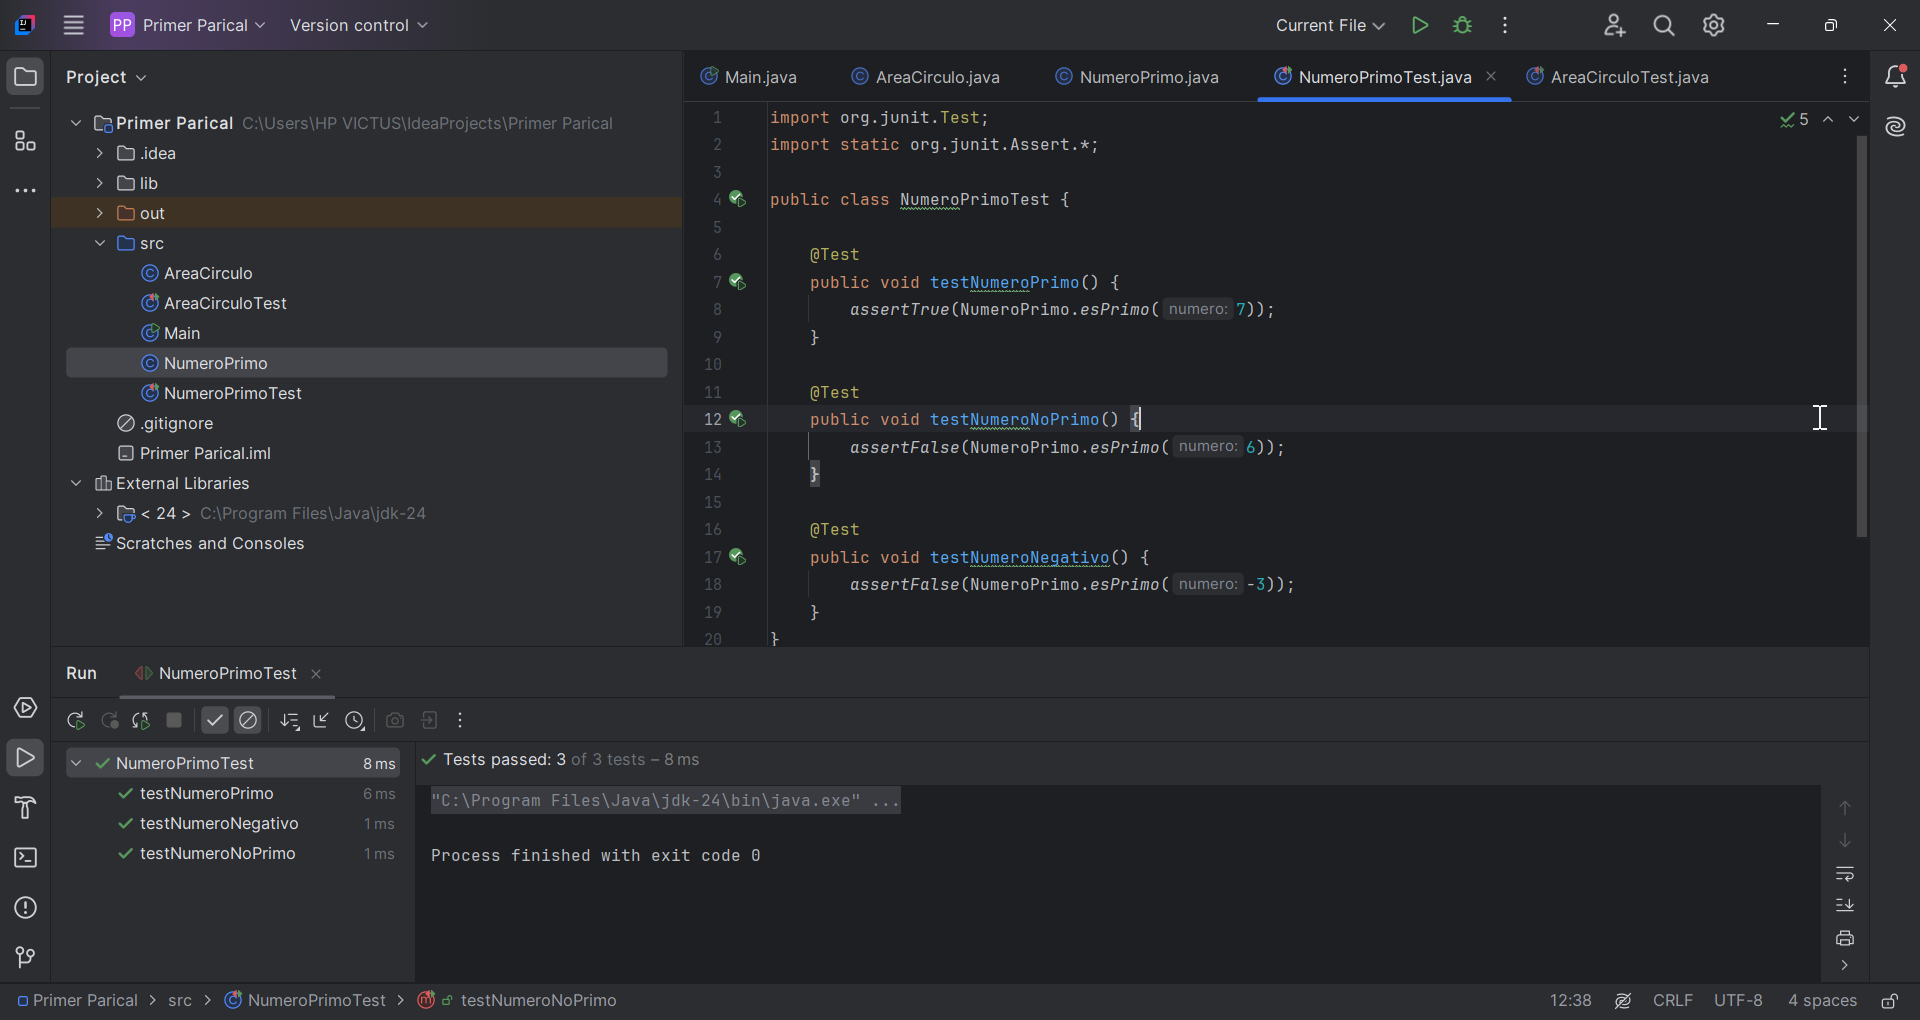 PP Primer Parical Version control Current File
Project
Main.java AreaCirculo.java NumeroPrimo.java NumeroPrimoTest.java AreaCirculoTest.java
Primer Parical C:\Users\HP VICTUS\IdeaProjects\Primer Parical
.idea
lib
out
src
AreaCirculo
AreaCirculoTest
Main
NumeroPrimo
NumeroPrimoTest
.gitignore
Primer Parical.iml
External Libraries
< 24 > C:\Program Files\Java\jdk-24
Scratches and Consoles
5
1 import org.junit.Test;
2 import static org.junit.Assert.*;
3
4 public class NumeroPrimoTest {
5
6 @Test
7 public void testNumeroPrimo() {
8 assertTrue(NumeroPrimo.esPrimo( numero: 7));
9 }
10
11 @Test
12 public void testNumeroNoPrimo() {
13 assertFalse(NumeroPrimo.esPrimo( numero: 6));
14 }
15
16 @Test
17 public void testNumeroNegativo() {
18 assertFalse(NumeroPrimo.esPrimo( numero: -3));
19 }
20 }
Run NumeroPrimoTest
NumeroPrimoTest 8 ms
testNumeroPrimo 6 ms
testNumeroNegativo 1 ms
testNumeroNoPrimo 1 ms
Tests passed: 3 of 3 tests – 8 ms
"C:\Program Files\Java\jdk-24\bin\java.exe" ...
Process finished with exit code 0
Primer Parical > src > NumeroPrimoTest > testNumeroNoPrimo
12:38 CRLF UTF-8 4 spaces